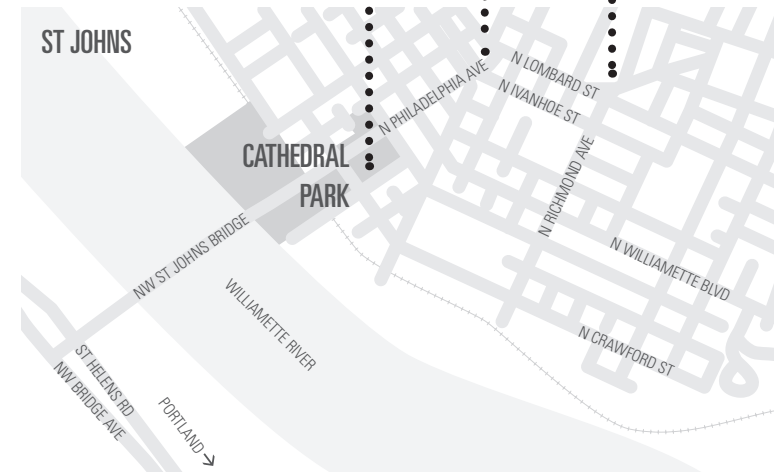 ST JOHNS
N LOMBARD ST
N PHILADELPHIA AVE
N IVANHOE ST
CATHEDRAL
PARK
N RICHMOND AVE
NW ST JOHNS BRIDGE
N WILLIAMETTE BLVD
WILLIAMETTE RIVER
N CRAWFORD ST
ST HELENS RD
NW BRIDGE AVE
PORTLAND